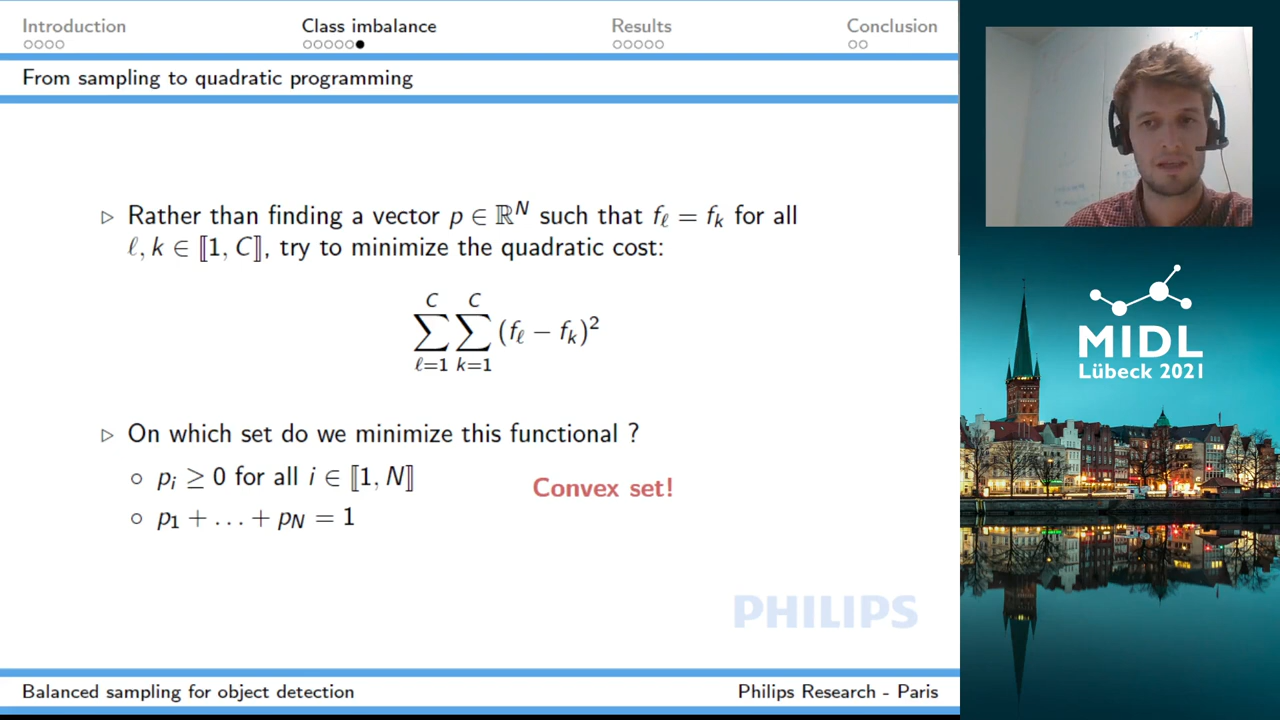 Introduction
Class imbalance
Results
Conclusion
From sampling to quadratic programming
▷ Rather than finding a vector p ∈ ℝ^N such that f_ℓ = f_k for all
ℓ, k ∈ ⟦1, C⟧, try to minimize the quadratic cost:
∑_{ℓ=1}^{C} ∑_{k=1}^{C} (f_ℓ − f_k)²
▷ On which set do we minimize this functional ?
○ p_i ≥ 0 for all i ∈ ⟦1, N⟧
Convex set!
○ p_1 + … + p_N = 1
PHILIPS
Balanced sampling for object detection
Philips Research - Paris
MIDL
Lübeck 2021